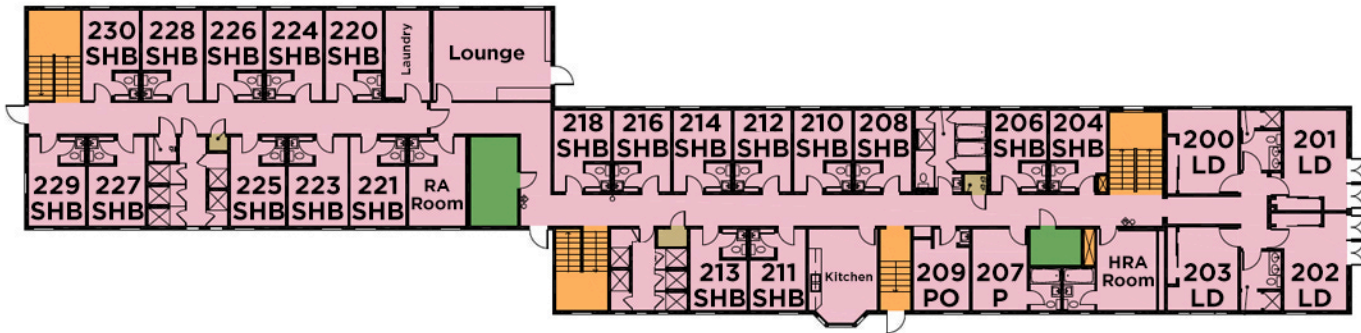 230 228 226 224 220
SHB SHB SHB SHB SHB
Laundry
Lounge
218 216 214 212 210 208
SHB SHB SHB SHB SHB SHB
206 204
SHB SHB
200
LD
201
LD
229 227
SHB SHB
225 223 221
SHB SHB SHB
RA
Room
213 211
SHB SHB
Kitchen
209 207
PO P
HRA
Room
203
LD
202
LD